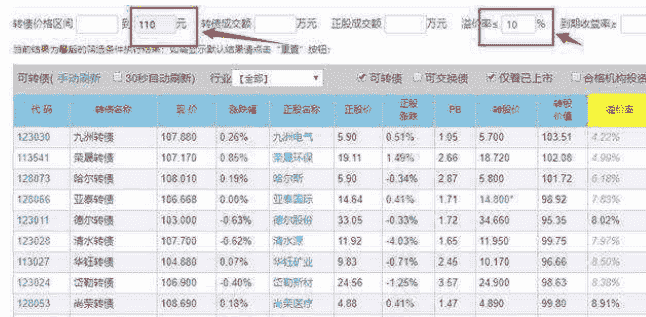 转债价格区间 到 110 元 转债成交额 万元 正股成交额 万元 溢价率≤ 10 % 到期收益率≥
当前结果为最后的筛选条件执行结果，如需显示默认结果请点击“重置”按钮！
可转债( 手动刷新 30秒自动刷新) 行业 【全部】 可转债 可交换债 仅看已上市 合格机构投资
代 码 转债名称 现 价 涨跌幅 正股名称 正股价 正股涨跌 PB 转股价 转股价值 溢价率
123030 九洲转债 107.880 0.26% 九洲电气 5.90 0.51% 1.05 5.700 103.51 4.22%
113541 荣晟转债 107.170 0.85% 荣晟环保 19.11 1.49% 2.66 18.720 102.08 4.99%
128073 哈尔转债 108.010 0.19% 哈尔斯 5.90 -0.34% 2.87 5.800 101.72 6.18%
128066 亚泰转债 106.668 0.00% 亚泰国际 14.64 0.41% 1.71 14.800* 98.92 7.83%
123011 德尔转债 103.000 -0.63% 德尔股份 33.05 -0.33% 1.72 34.660 95.35 8.02%
123028 清水转债 107.700 -0.62% 清水源 11.92 -4.03% 1.65 11.950 99.75 7.97%
113027 华钰转债 104.880 0.07% 华钰矿业 9.83 -0.71% 2.45 10.170 96.66 8.50%
123024 岱勒转债 106.900 -0.40% 岱勒新材 24.56 -1.25% 3.57 24.900 98.63 8.38%
128053 尚荣转债 108.690 0.18% 尚荣医疗 4.88 0.41% 1.47 4.890 99.80 8.91%